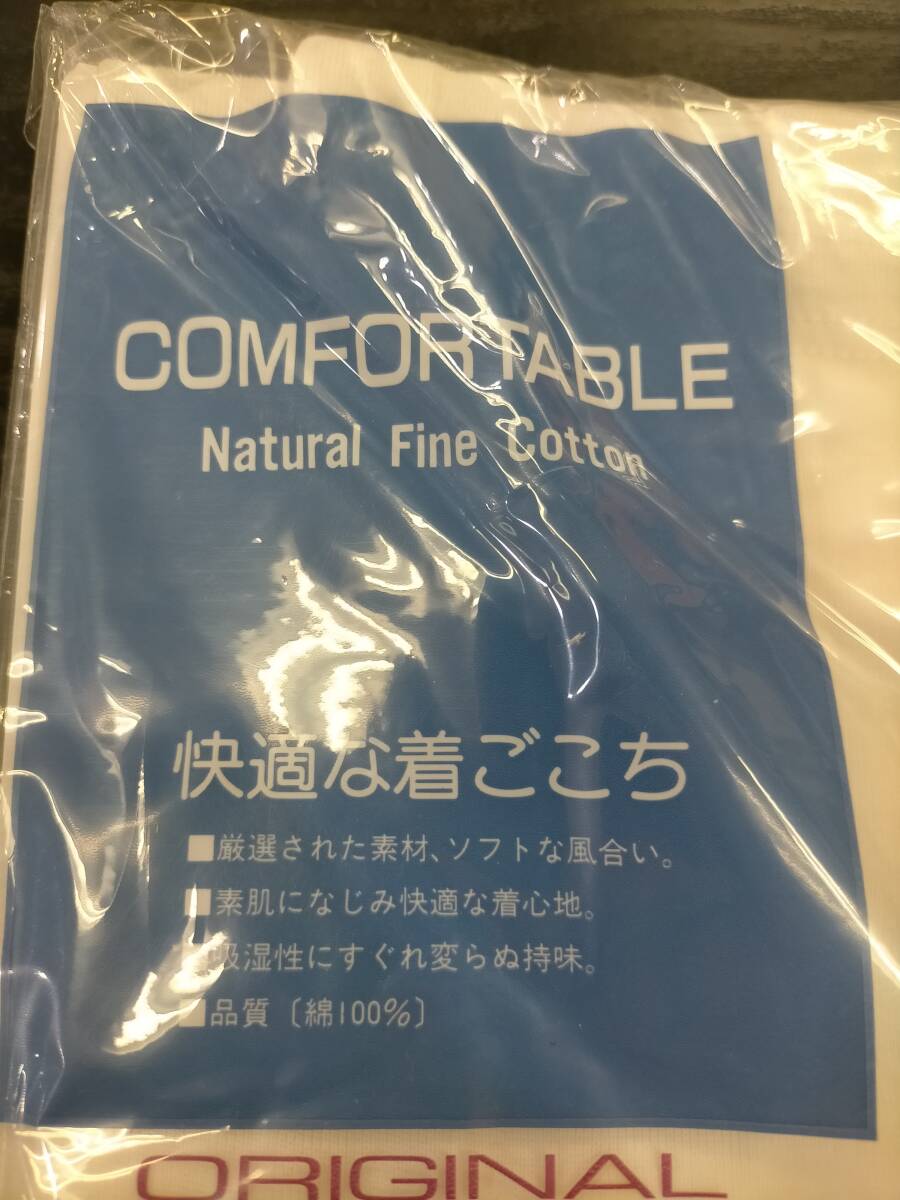 COMFORTABLE
Natural Fine Cotton
快適な着ごこち
■厳選された素材、ソフトな風合い。
■素肌になじみ快適な着心地。
■吸湿性にすぐれ変らぬ持味。
■品質〔綿100%〕
ORIGINAL